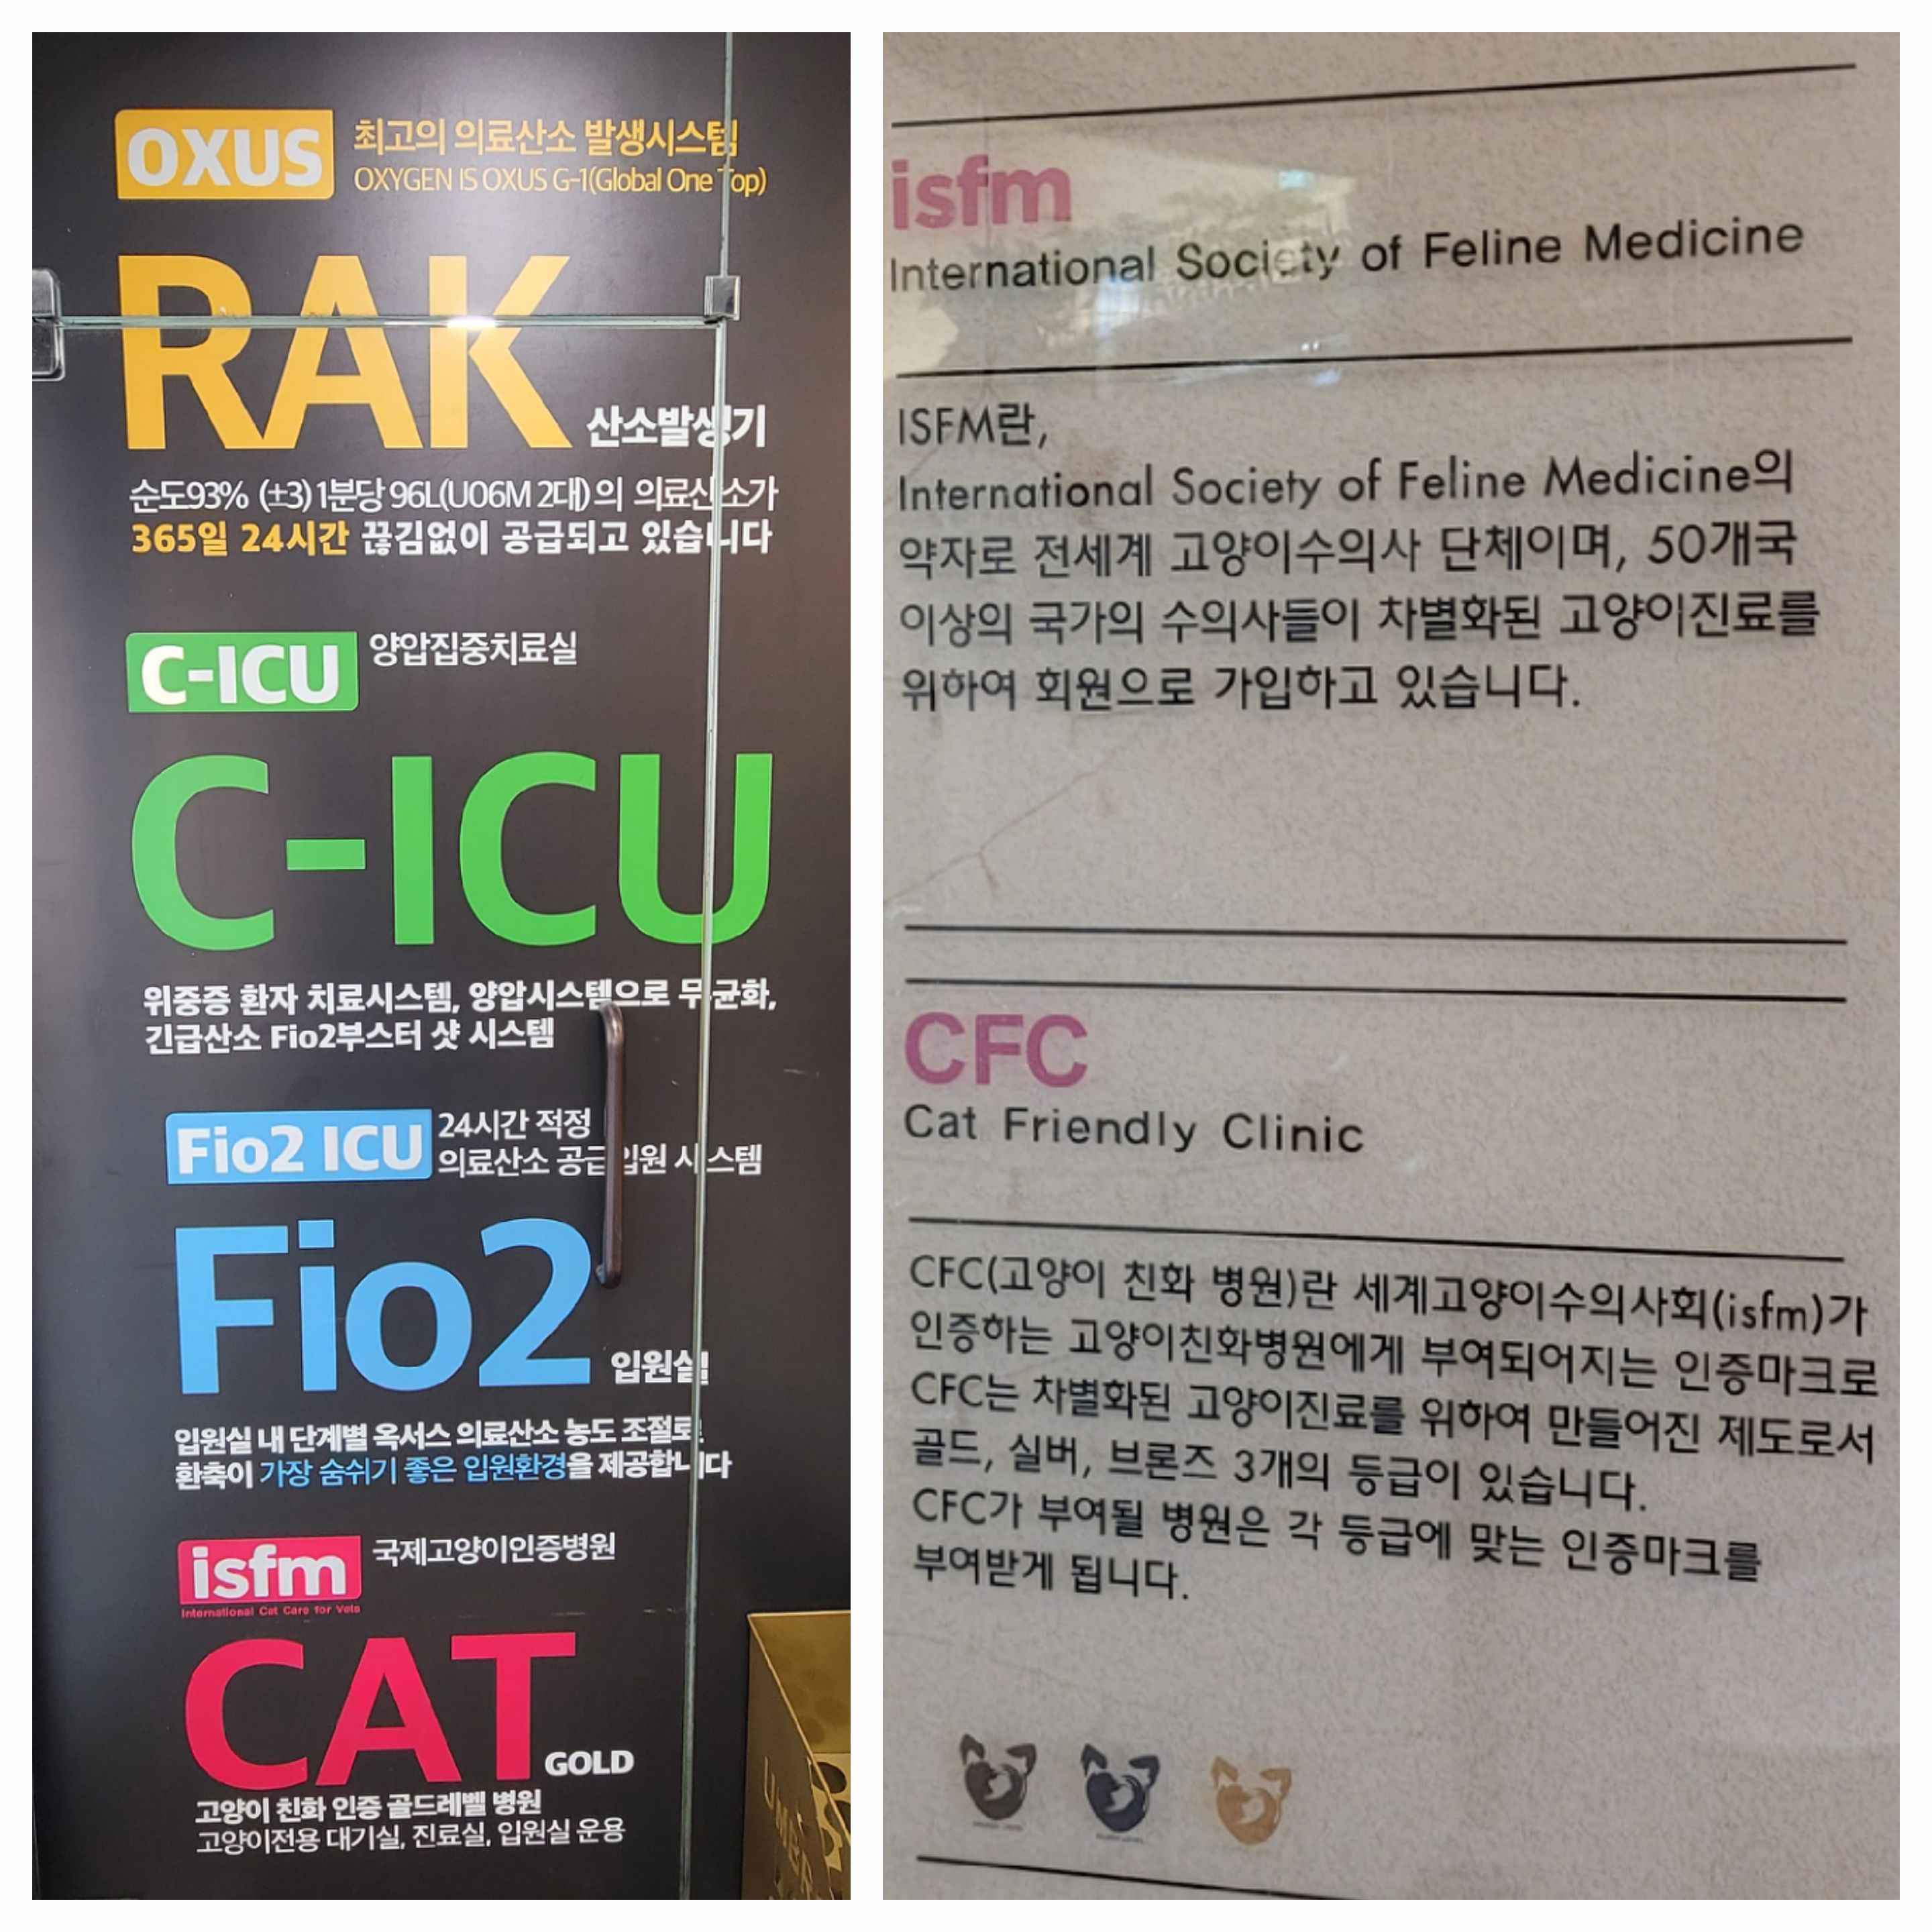 OXUS
최고의 의료산소 발생시스템
OXYGEN IS OXUS G-1(Global One Top)
RAK
산소발생기
순도93% (±3) 1분당 96L(U06M 2대)의 의료산소가
365일 24시간 끊김없이 공급되고 있습니다
C-ICU
양압집중치료실
C-ICU
위중증 환자 치료시스템, 양압시스템으로 무균화,
긴급산소 Fio2부스터 샷 시스템
Fio2 ICU
24시간 적정
의료산소 공급입원 시스템
Fio2
입원실
입원실 내 단계별 옥서스 의료산소 농도 조절로
환축이 가장 숨쉬기 좋은 입원환경을 제공합니다
isfm
국제고양이인증병원
International Cat Care for Vets
CAT
GOLD
고양이 친화 인증 골드레벨 병원
고양이전용 대기실, 진료실, 입원실 운용
isfm
International Society of Feline Medicine
ISFM란,
International Society of Feline Medicine의
약자로 전세계 고양이수의사 단체이며, 50개국
이상의 국가의 수의사들이 차별화된 고양이진료를
위하여 회원으로 가입하고 있습니다.
CFC
Cat Friendly Clinic
CFC(고양이 친화 병원)란 세계고양이수의사회(isfm)가
인증하는 고양이친화병원에게 부여되어지는 인증마크로
CFC는 차별화된 고양이진료를 위하여 만들어진 제도로서
골드, 실버, 브론즈 3개의 등급이 있습니다.
CFC가 부여될 병원은 각 등급에 맞는 인증마크를
부여받게 됩니다.